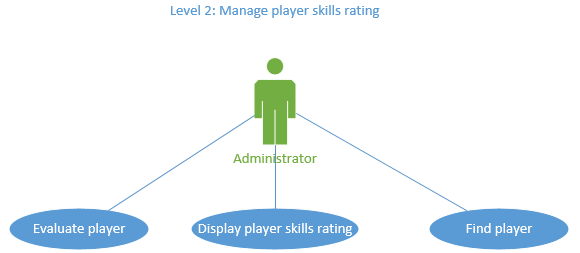 Level 2: Manage player skills rating
Administrator
Evaluate player
Display player skills rating
Find player